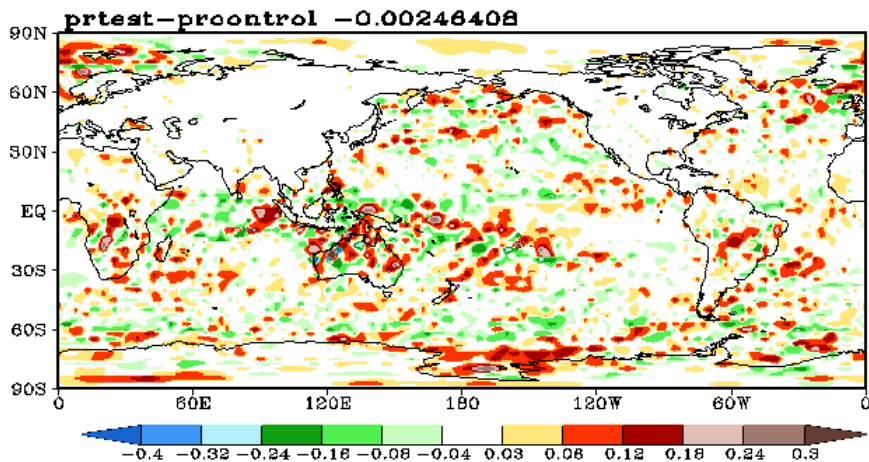 prtest-prcontrol -0.00246408
90N
60N
30N
EQ
30S
60S
90S
0 60E 120E 180 120W 60W 0
-0.4 -0.32 -0.24 -0.16 -0.08 -0.04 0.03 0.06 0.12 0.18 0.24 0.3